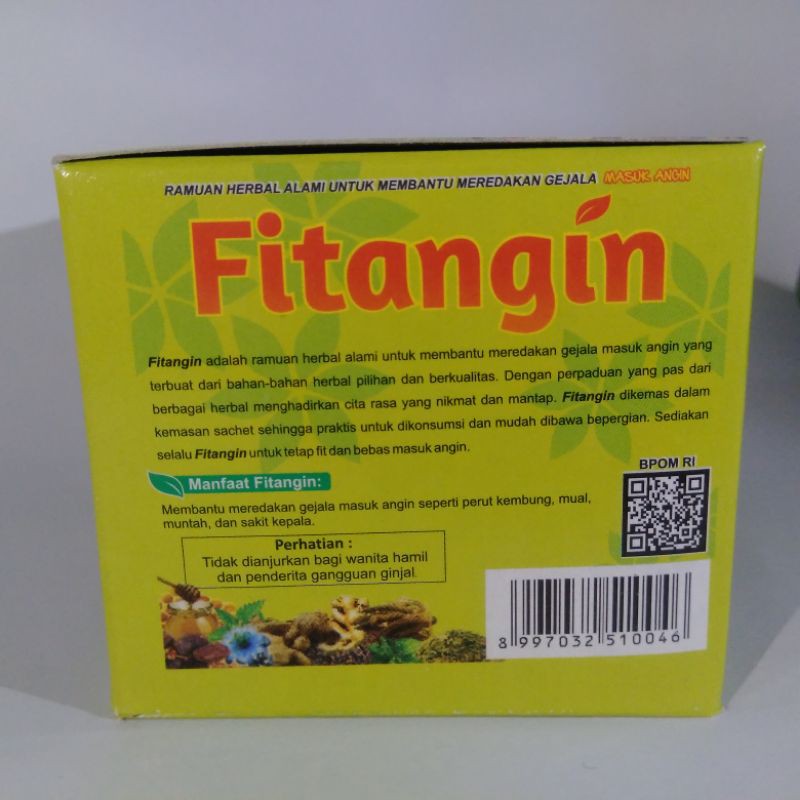 RAMUAN HERBAL ALAMI UNTUK MEMBANTU MEREDAKAN GEJALA MASUK ANGIN
Fitangin
Fitangin adalah ramuan herbal alami untuk membantu meredakan gejala masuk angin yang
terbuat dari bahan-bahan herbal pilihan dan berkualitas. Dengan perpaduan yang pas dari
berbagai herbal menghadirkan cita rasa yang nikmat dan mantap. Fitangin dikemas dalam
kemasan sachet sehingga praktis untuk dikonsumsi dan mudah dibawa bepergian. Sediakan
selalu Fitangin untuk tetap fit dan bebas masuk angin.
Manfaat Fitangin:
Membantu meredakan gejala masuk angin seperti perut kembung, mual,
muntah, dan sakit kepala.
Perhatian :
Tidak dianjurkan bagi wanita hamil
dan penderita gangguan ginjal.
BPOM RI
8 997032 510046